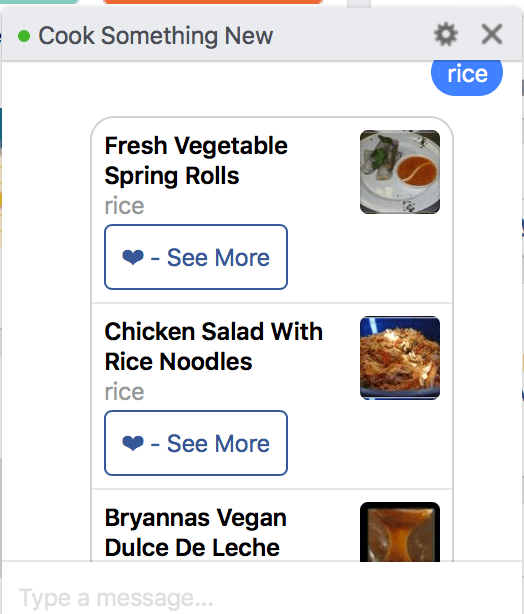 Cook Something New
rice
Fresh Vegetable
Spring Rolls
rice
❤ - See More
Chicken Salad With
Rice Noodles
rice
❤ - See More
Bryannas Vegan
Dulce De Leche
Type a message...